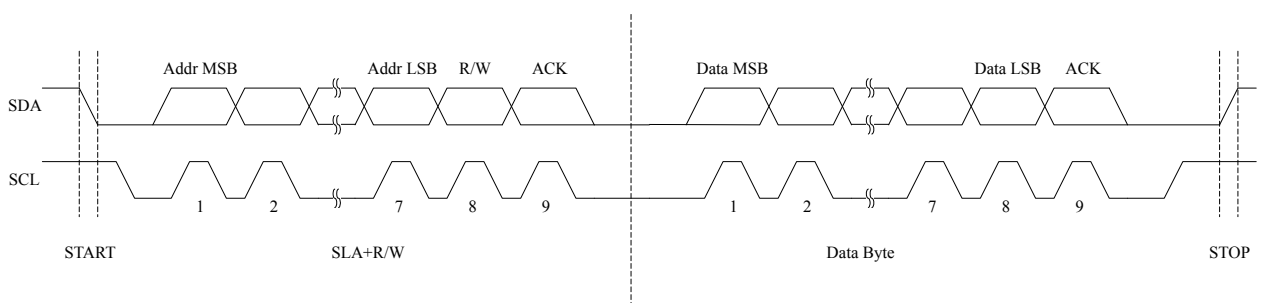 Addr MSB Addr LSB R/W ACK Data MSB Data LSB ACK
SDA
SCL
1 2 7 8 9 1 2 7 8 9
START SLA+R/W Data Byte STOP